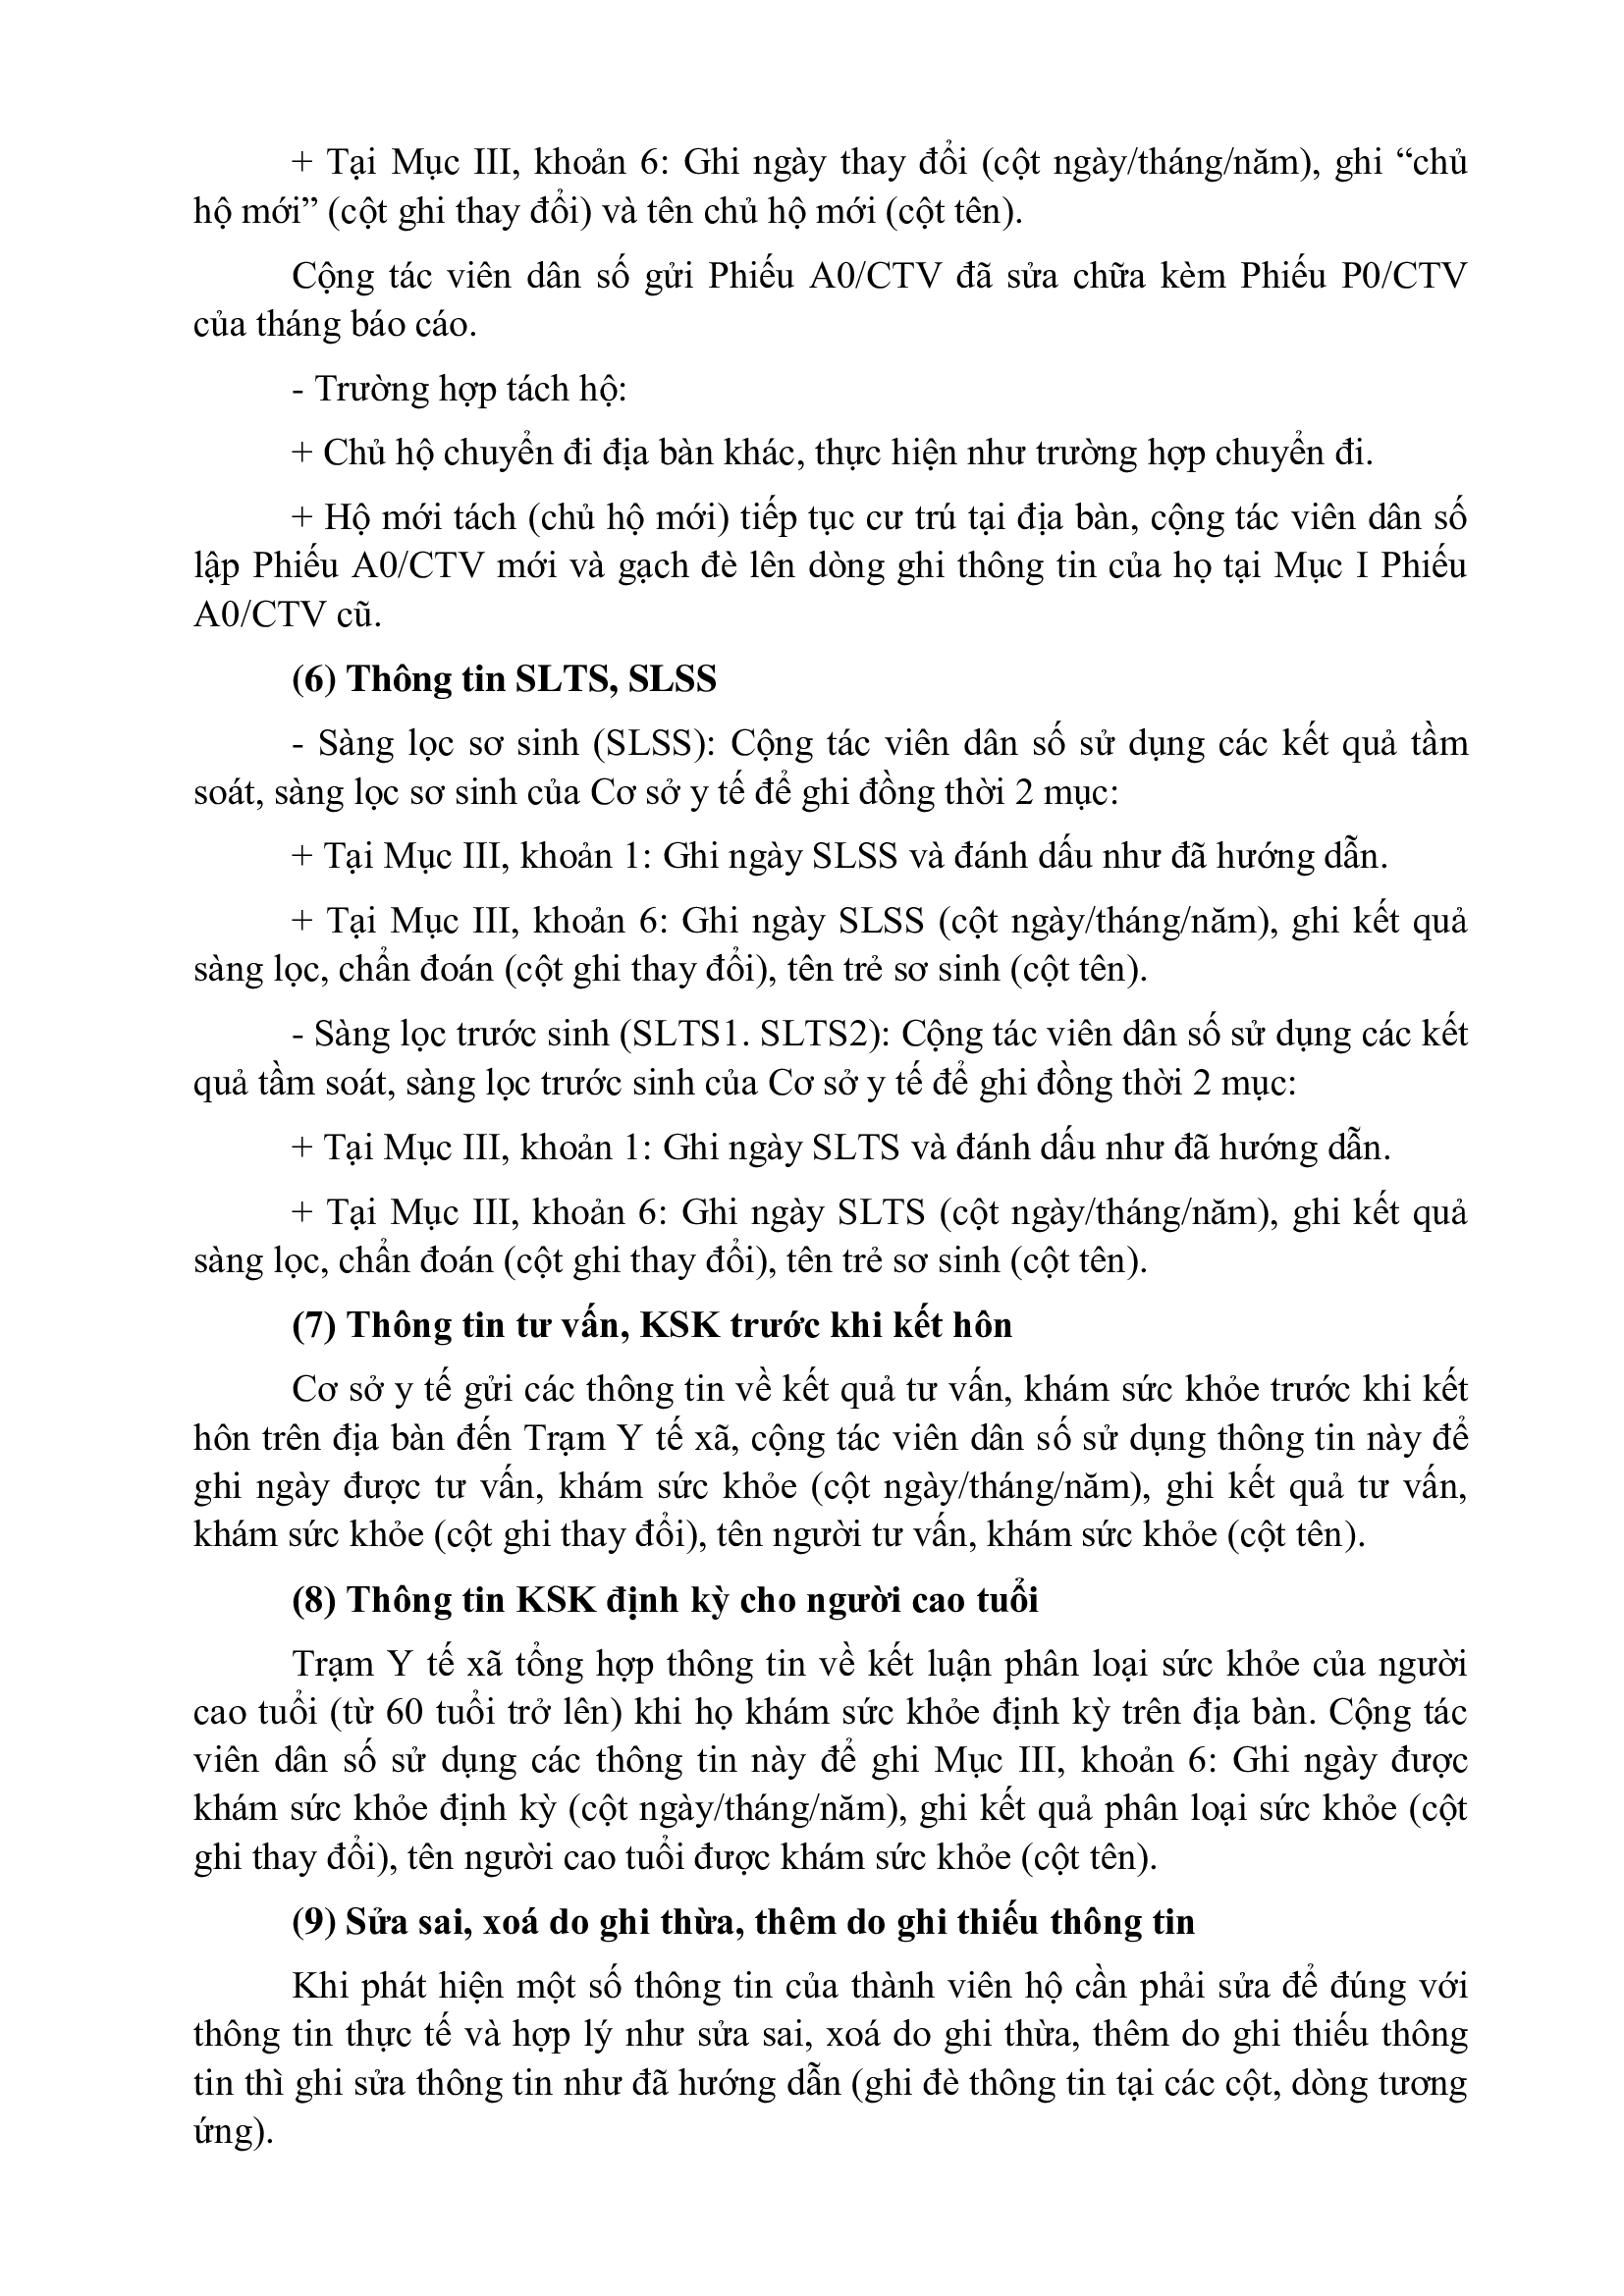 + Tại Mục III, khoản 6: Ghi ngày thay đổi (cột ngày/tháng/năm), ghi “chủ
hộ mới” (cột ghi thay đổi) và tên chủ hộ mới (cột tên).
Cộng tác viên dân số gửi Phiếu A0/CTV đã sửa chữa kèm Phiếu P0/CTV
của tháng báo cáo.
- Trường hợp tách hộ:
+ Chủ hộ chuyển đi địa bàn khác, thực hiện như trường hợp chuyển đi.
+ Hộ mới tách (chủ hộ mới) tiếp tục cư trú tại địa bàn, cộng tác viên dân số
lập Phiếu A0/CTV mới và gạch đè lên dòng ghi thông tin của họ tại Mục I Phiếu
A0/CTV cũ.
(6) Thông tin SLTS, SLSS
- Sàng lọc sơ sinh (SLSS): Cộng tác viên dân số sử dụng các kết quả tầm
soát, sàng lọc sơ sinh của Cơ sở y tế để ghi đồng thời 2 mục:
+ Tại Mục III, khoản 1: Ghi ngày SLSS và đánh dấu như đã hướng dẫn.
+ Tại Mục III, khoản 6: Ghi ngày SLSS (cột ngày/tháng/năm), ghi kết quả
sàng lọc, chẩn đoán (cột ghi thay đổi), tên trẻ sơ sinh (cột tên).
- Sàng lọc trước sinh (SLTS1. SLTS2): Cộng tác viên dân số sử dụng các kết
quả tầm soát, sàng lọc trước sinh của Cơ sở y tế để ghi đồng thời 2 mục:
+ Tại Mục III, khoản 1: Ghi ngày SLTS và đánh dấu như đã hướng dẫn.
+ Tại Mục III, khoản 6: Ghi ngày SLTS (cột ngày/tháng/năm), ghi kết quả
sàng lọc, chẩn đoán (cột ghi thay đổi), tên trẻ sơ sinh (cột tên).
(7) Thông tin tư vấn, KSK trước khi kết hôn
Cơ sở y tế gửi các thông tin về kết quả tư vấn, khám sức khỏe trước khi kết
hôn trên địa bàn đến Trạm Y tế xã, cộng tác viên dân số sử dụng thông tin này để
ghi ngày được tư vấn, khám sức khỏe (cột ngày/tháng/năm), ghi kết quả tư vấn,
khám sức khỏe (cột ghi thay đổi), tên người tư vấn, khám sức khỏe (cột tên).
(8) Thông tin KSK định kỳ cho người cao tuổi
Trạm Y tế xã tổng hợp thông tin về kết luận phân loại sức khỏe của người
cao tuổi (từ 60 tuổi trở lên) khi họ khám sức khỏe định kỳ trên địa bàn. Cộng tác
viên dân số sử dụng các thông tin này để ghi Mục III, khoản 6: Ghi ngày được
khám sức khỏe định kỳ (cột ngày/tháng/năm), ghi kết quả phân loại sức khỏe (cột
ghi thay đổi), tên người cao tuổi được khám sức khỏe (cột tên).
(9) Sửa sai, xoá do ghi thừa, thêm do ghi thiếu thông tin
Khi phát hiện một số thông tin của thành viên hộ cần phải sửa để đúng với
thông tin thực tế và hợp lý như sửa sai, xoá do ghi thừa, thêm do ghi thiếu thông
tin thì ghi sửa thông tin như đã hướng dẫn (ghi đè thông tin tại các cột, dòng tương
ứng).